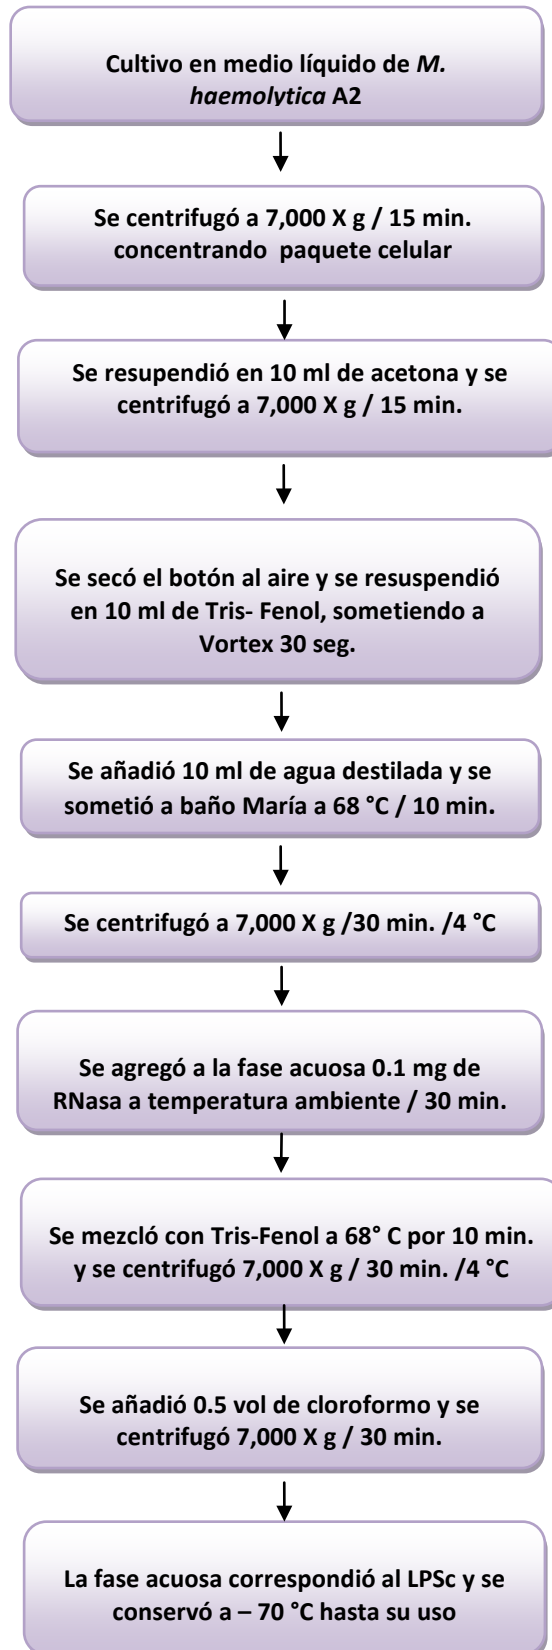 Cultivo en medio líquido de M.
haemolytica A2
Se centrifugó a 7,000 X g / 15 min.
concentrando paquete celular
Se resupendió en 10 ml de acetona y se
centrifugó a 7,000 X g / 15 min.
Se secó el botón al aire y se resuspendió
en 10 ml de Tris- Fenol, sometiendo a
Vortex 30 seg.
Se añadió 10 ml de agua destilada y se
sometió a baño María a 68 °C / 10 min.
Se centrifugó a 7,000 X g /30 min. /4 °C
Se agregó a la fase acuosa 0.1 mg de
RNasa a temperatura ambiente / 30 min.
Se mezcló con Tris-Fenol a 68° C por 10 min.
y se centrifugó 7,000 X g / 30 min. /4 °C
Se añadió 0.5 vol de cloroformo y se
centrifugó 7,000 X g / 30 min.
La fase acuosa correspondió al LPSc y se
conservó a – 70 °C hasta su uso